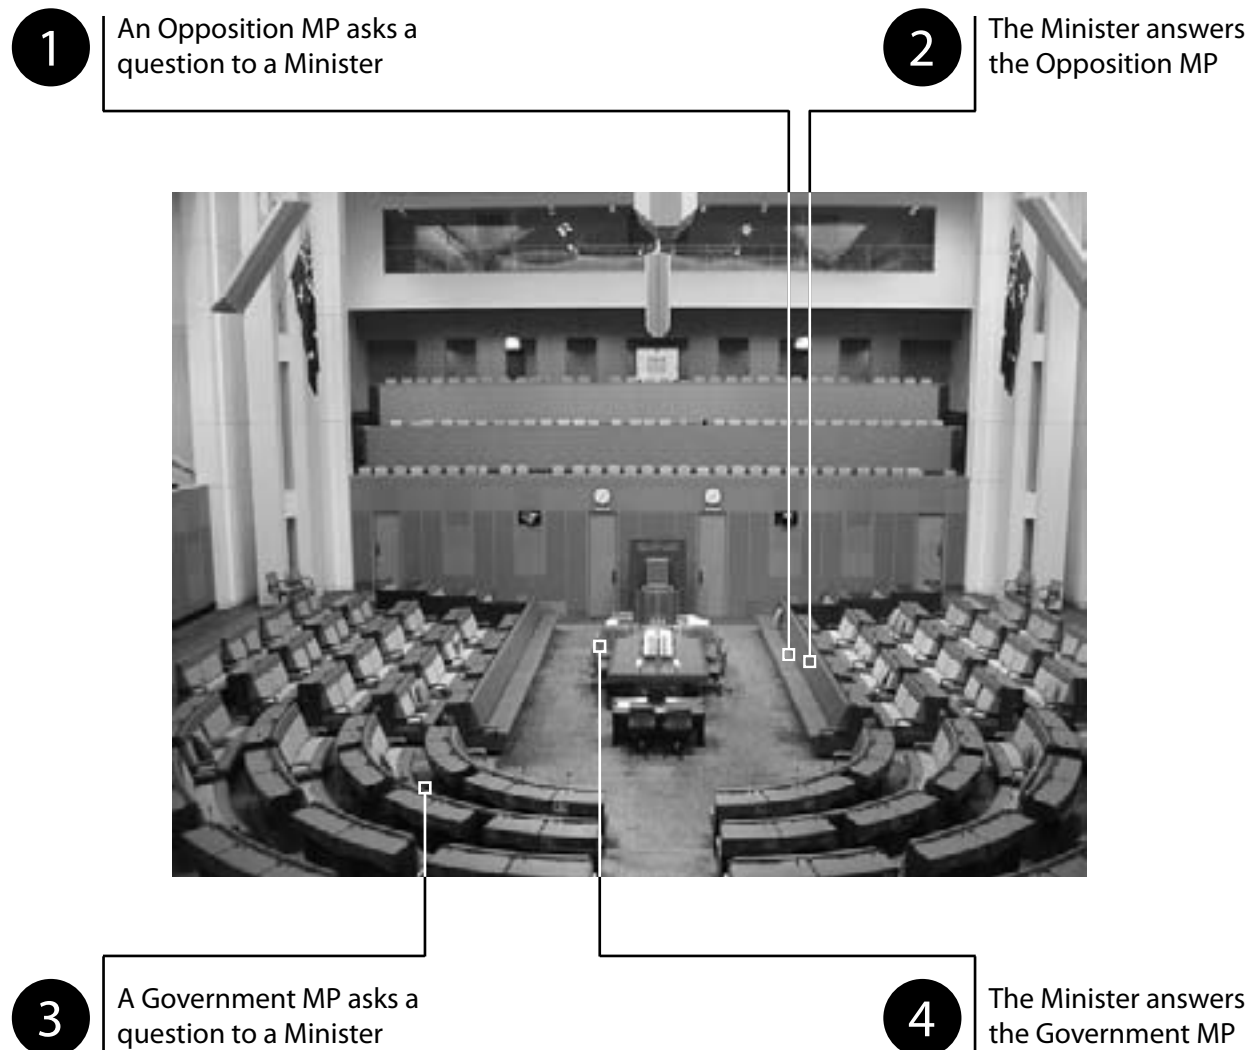 1
An Opposition MP asks a
question to a Minister
2
The Minister answers
the Opposition MP
3
A Government MP asks a
question to a Minister
4
The Minister answers
the Government MP